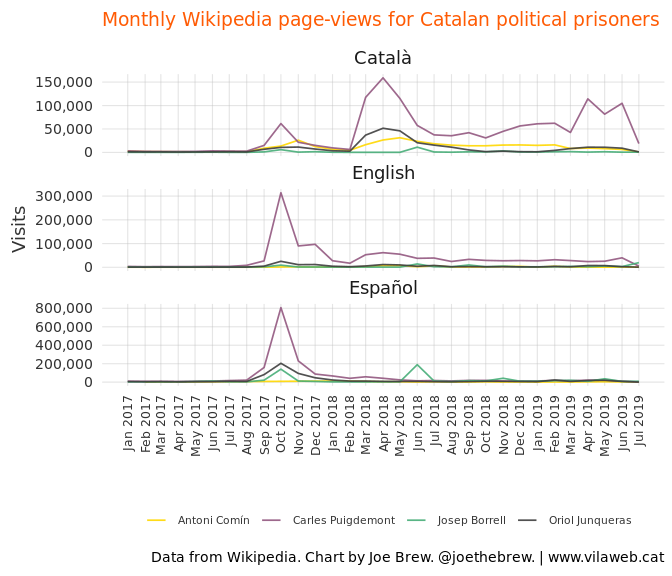 Monthly Wikipedia page-views for Catalan political prisoners
Català
150,000
100,000
50,000
0
English
300,000
200,000
100,000
0
Español
800,000
600,000
400,000
200,000
0
Visits
Jan 2017
Feb 2017
Mar 2017
Apr 2017
May 2017
Jun 2017
Jul 2017
Aug 2017
Sep 2017
Oct 2017
Nov 2017
Dec 2017
Jan 2018
Feb 2018
Mar 2018
Apr 2018
May 2018
Jun 2018
Jul 2018
Aug 2018
Sep 2018
Oct 2018
Nov 2018
Dec 2018
Jan 2019
Feb 2019
Mar 2019
Apr 2019
May 2019
Jun 2019
Jul 2019
Antoni Comín Carles Puigdemont Josep Borrell Oriol Junqueras
Data from Wikipedia. Chart by Joe Brew. @joethebrew. | www.vilaweb.cat